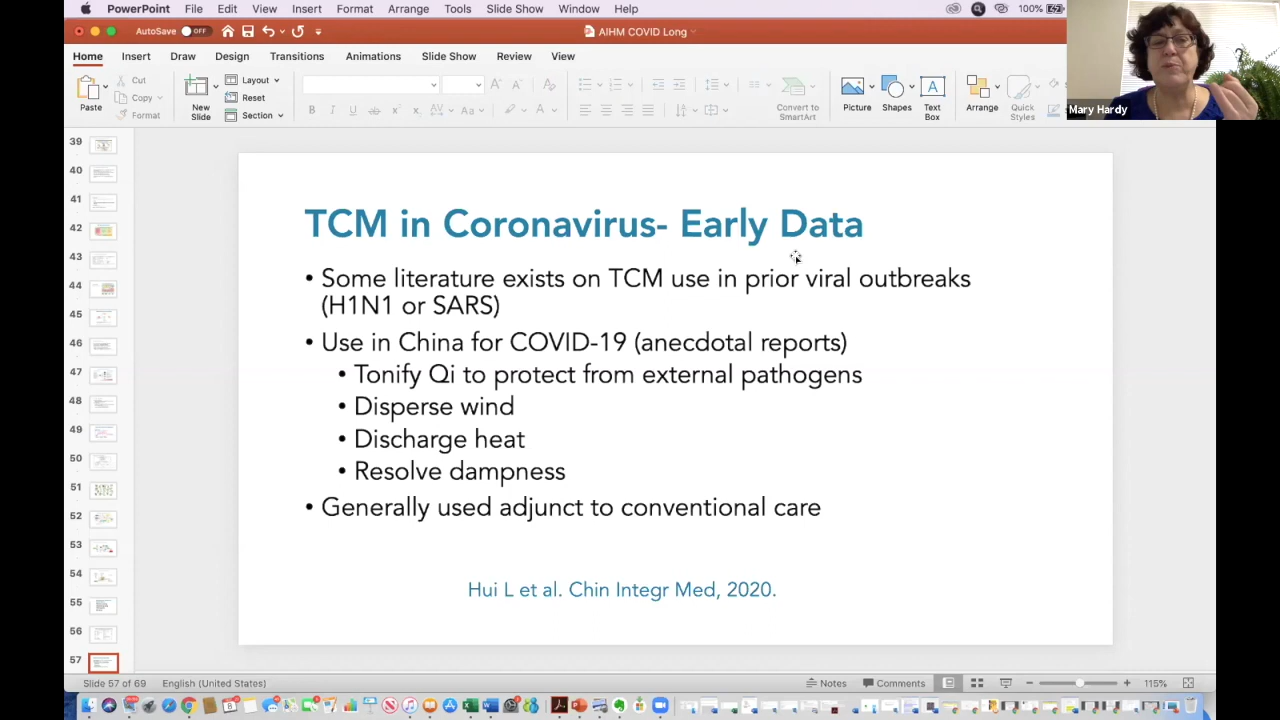 PowerPoint File Edit View Insert Format Arrange Tools Slide Show Window Help 100%
AutoSave OFF AIHM COVID Long
Home Insert Draw Design Transitions Animations Slide Show Review View
Paste Cut Copy Format New Slide Layout Reset Section Convert to SmartArt Picture Shapes Text Box Arrange Quick Styles
Mary Hardy
39
40
41
42
43
44
45
46
47
48
49
50
51
52
53
54
55
56
57
TCM in Coronavirus- Early Data
• Some literature exists on TCM use in prior viral outbreaks
(H1N1 or SARS)
• Use in China for COVID-19 (anecdotal reports)
• Tonify Qi to protect from external pathogens
• Disperse wind
• Discharge heat
• Resolve dampness
• Generally used adjunct to conventional care
Hui L et al. Chin Integr Med, 2020.
Slide 57 of 69 English (United States) Notes Comments 115%